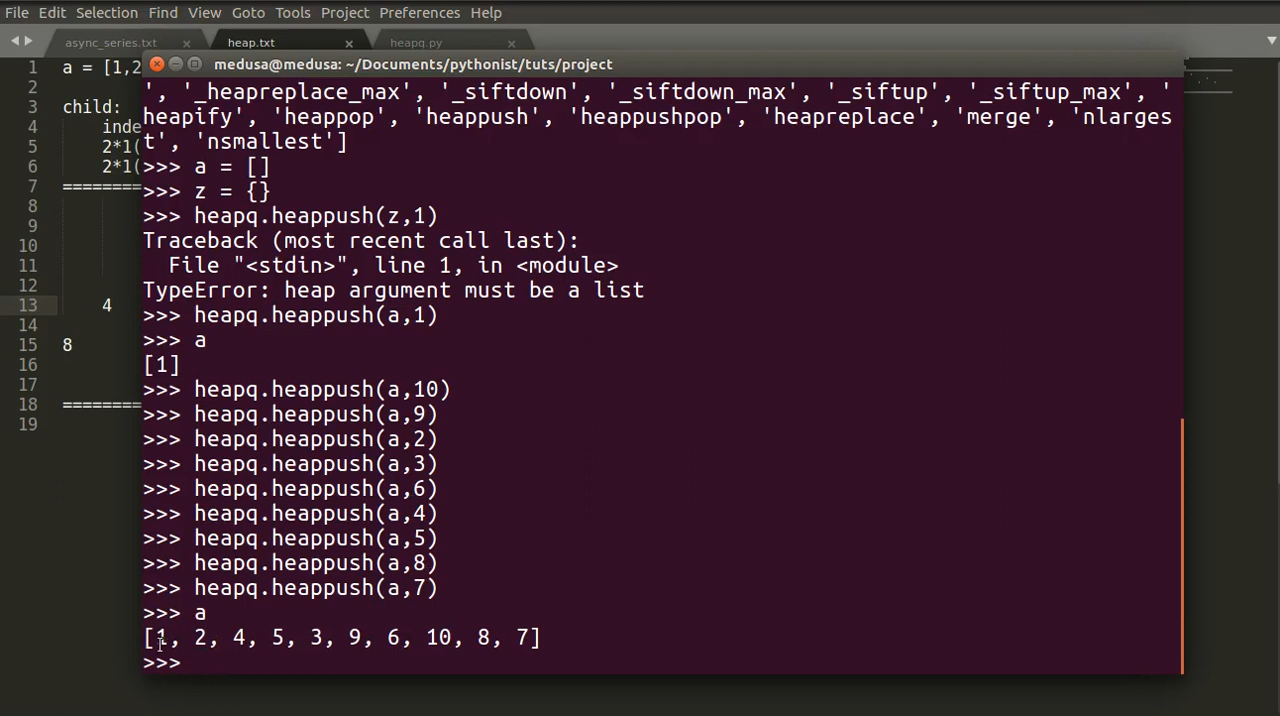 File Edit Selection Find View Goto Tools Project Preferences Help
async_series.txt × heap.txt × heapq.py ×
medusa@medusa: ~/Documents/pythonist/tuts/project
1 a = [1,2
2
3 child:
4 inde
5 2*1(
6 2*1(
7 =========
8
9
10
11
12
13 4
14
15 8
16
17
18 =========
19
', '_heapreplace_max', '_siftdown', '_siftdown_max', '_siftup', '_siftup_max', '
heapify', 'heappop', 'heappush', 'heappushpop', 'heapreplace', 'merge', 'nlarges
t', 'nsmallest']
>>> a = []
>>> z = {}
>>> heapq.heappush(z,1)
Traceback (most recent call last):
  File "<stdin>", line 1, in <module>
TypeError: heap argument must be a list
>>> heapq.heappush(a,1)
>>> a
[1]
>>> heapq.heappush(a,10)
>>> heapq.heappush(a,9)
>>> heapq.heappush(a,2)
>>> heapq.heappush(a,3)
>>> heapq.heappush(a,6)
>>> heapq.heappush(a,4)
>>> heapq.heappush(a,5)
>>> heapq.heappush(a,8)
>>> heapq.heappush(a,7)
>>> a
[1, 2, 4, 5, 3, 9, 6, 10, 8, 7]
>>>